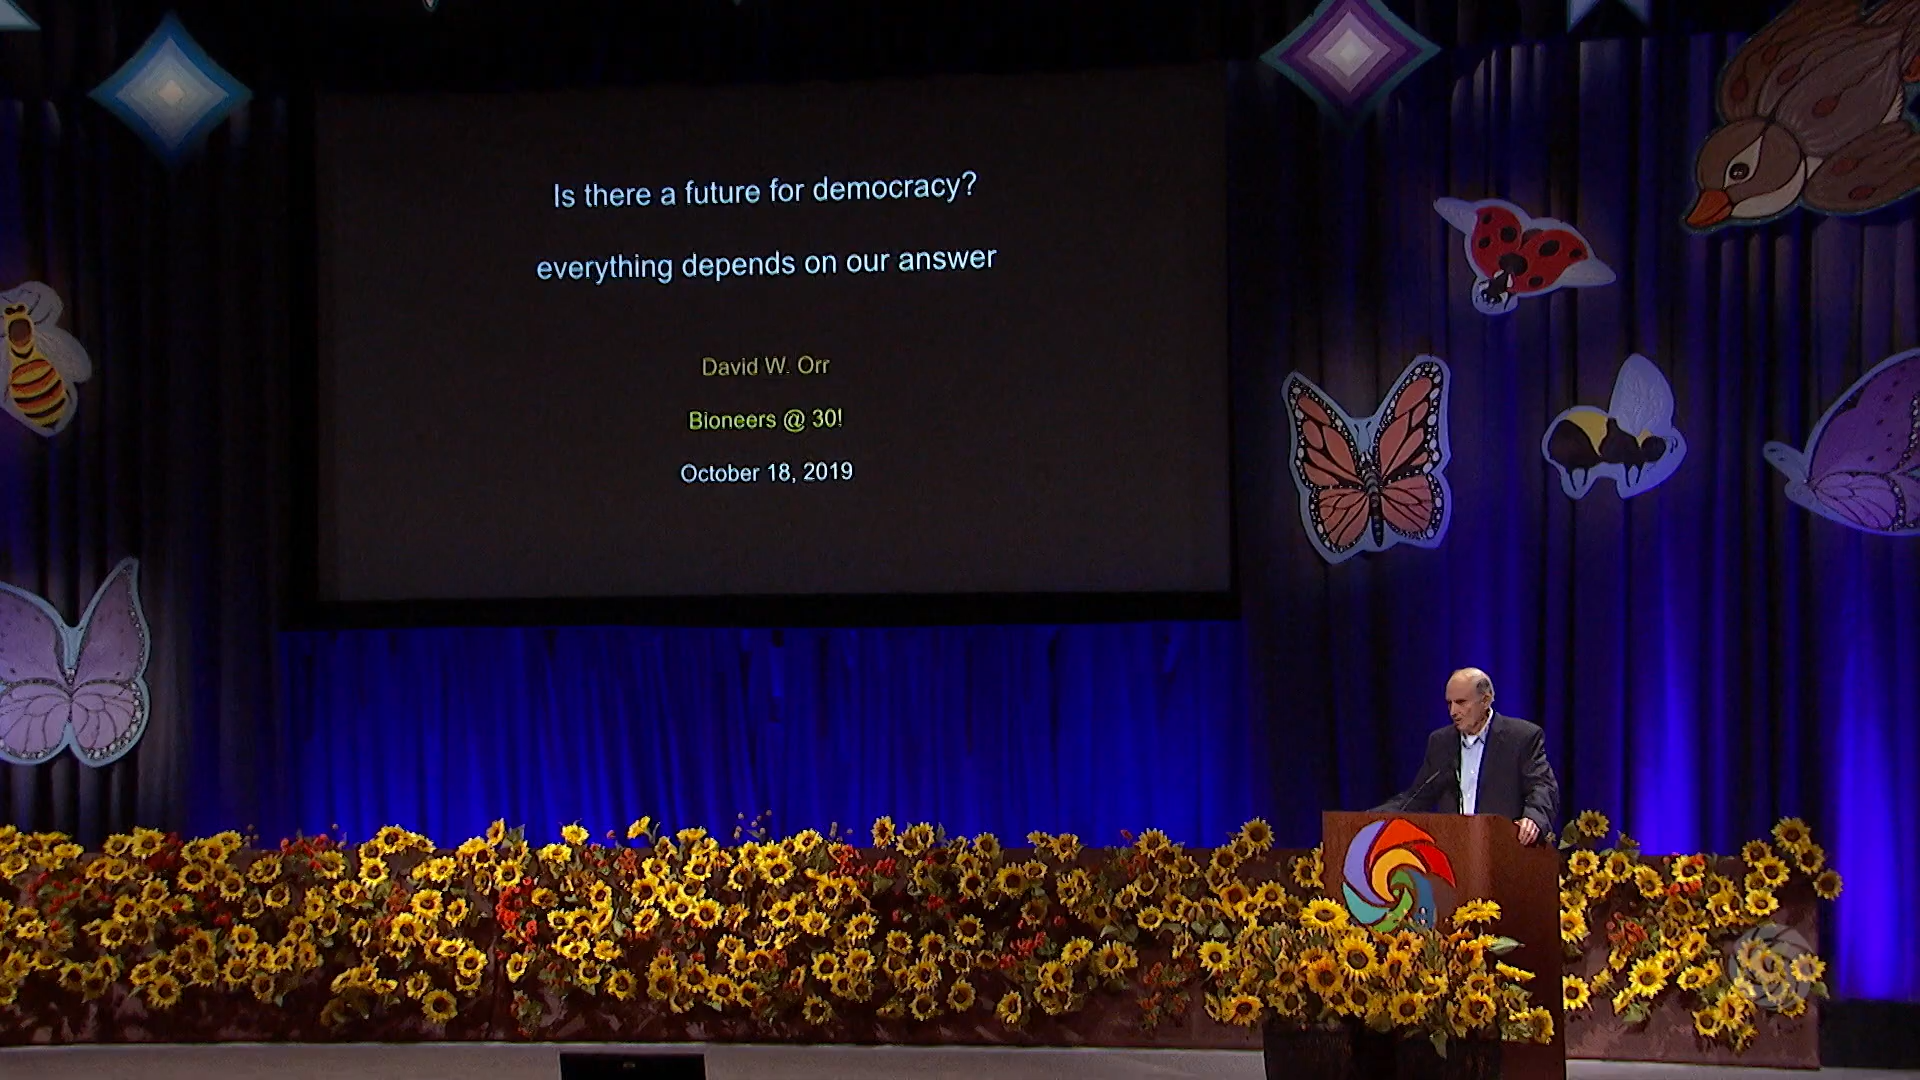 Is there a future for democracy?
everything depends on our answer
David W. Orr
Bioneers @ 30!
October 18, 2019